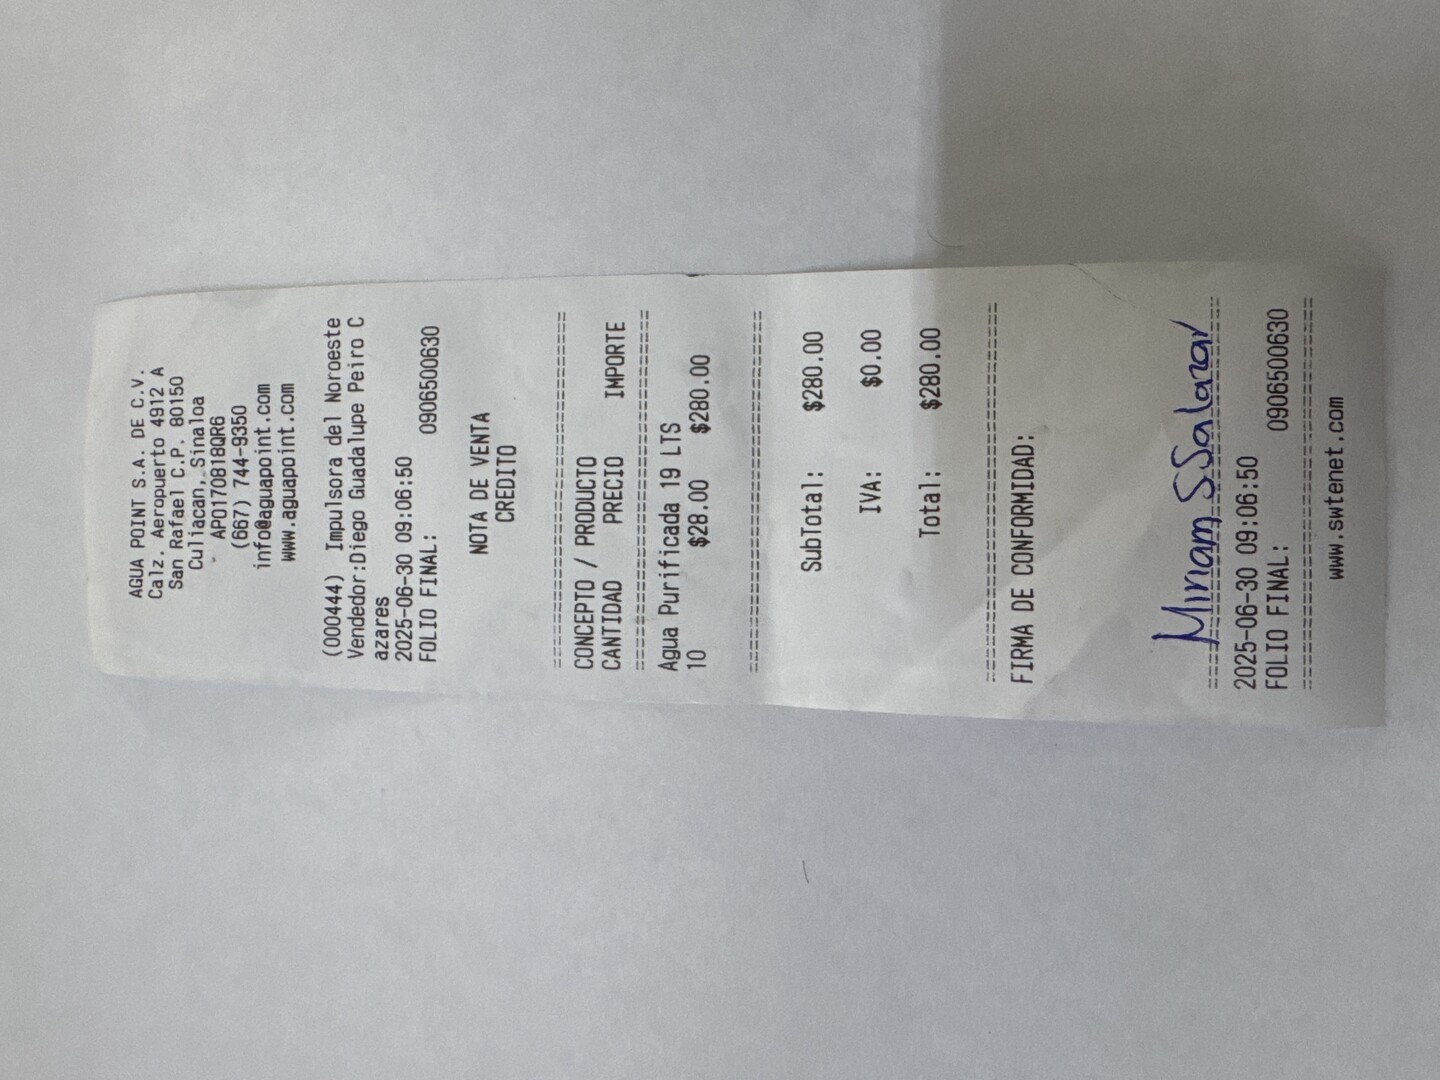 AGUA POINT S.A. DE C.V.
Calz. Aeropuerto 4912 A
San Rafael C.P. 80150
Culiacan, Sinaloa
APO170818QR6
(667) 744-9350
info@aguapoint.com
www.aguapoint.com
(000444) Impulsora del Noroeste
Vendedor:Diego Guadalupe Peiro C
azares
2025-06-30 09:06:50
FOLIO FINAL: 0906500630
NOTA DE VENTA
CREDITO
================================
CONCEPTO / PRODUCTO
CANTIDAD PRECIO IMPORTE
================================
Agua Purificada 19 LTS
10 $28.00 $280.00
================================
SubTotal: $280.00
IVA: $0.00
Total: $280.00
================================
FIRMA DE CONFORMIDAD:
Miriam S Salazar
================================
2025-06-30 09:06:50
FOLIO FINAL: 0906500630
================================
www.swtenet.com